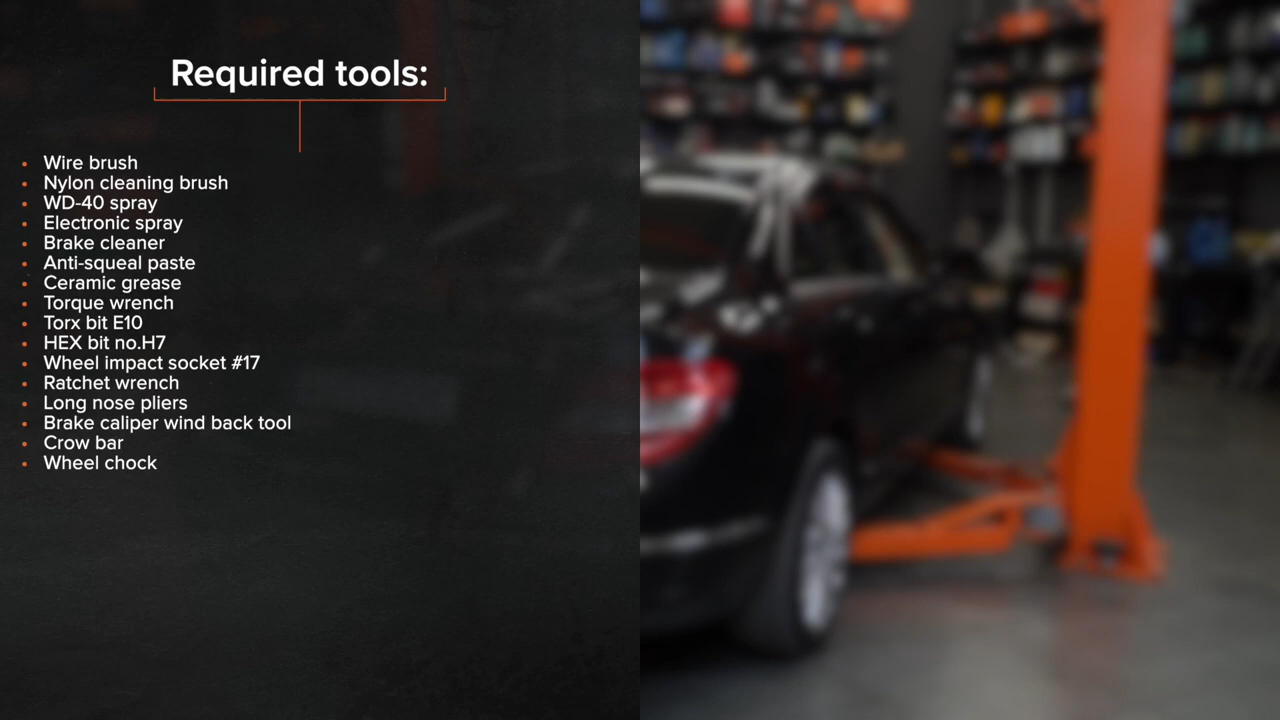 Required tools:
Wire brush
Nylon cleaning brush
WD-40 spray
Electronic spray
Brake cleaner
Anti-squeal paste
Ceramic grease
Torque wrench
Torx bit E10
HEX bit no.H7
Wheel impact socket #17
Ratchet wrench
Long nose pliers
Brake caliper wind back tool
Crow bar
Wheel chock